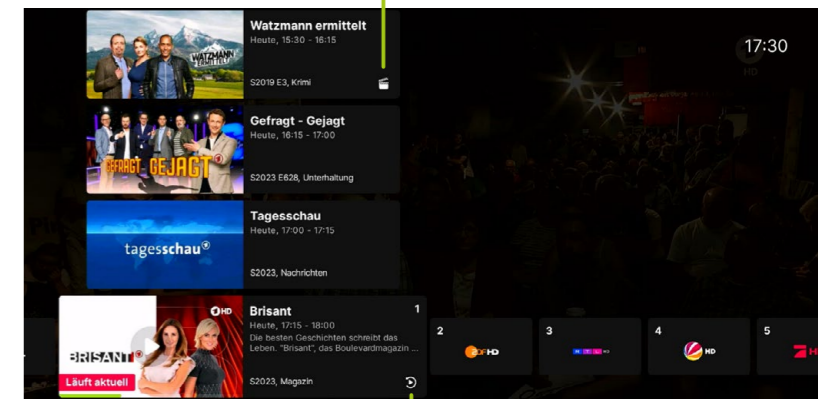 Watzmann ermittelt
Heute, 15:30 - 16:15
WATZMANN
ERMITTELT
S2019 E3, Krimi
17:30
HD
Gefragt - Gejagt
Heute, 16:15 - 17:00
GEFRAGT - GEJAGT
S2023 E628, Unterhaltung
Tagesschau
Heute, 17:00 - 17:15
tagesschau
S2023, Nachrichten
HD
Brisant 1
Heute, 17:15 - 18:00
Die besten Geschichten schreibt das
Leben. "Brisant", das Boulevardmagazin ...
BRISANT
Läuft aktuell
S2023, Magazin
2
ZDF HD
3
RTL HD
4
HD
5
H